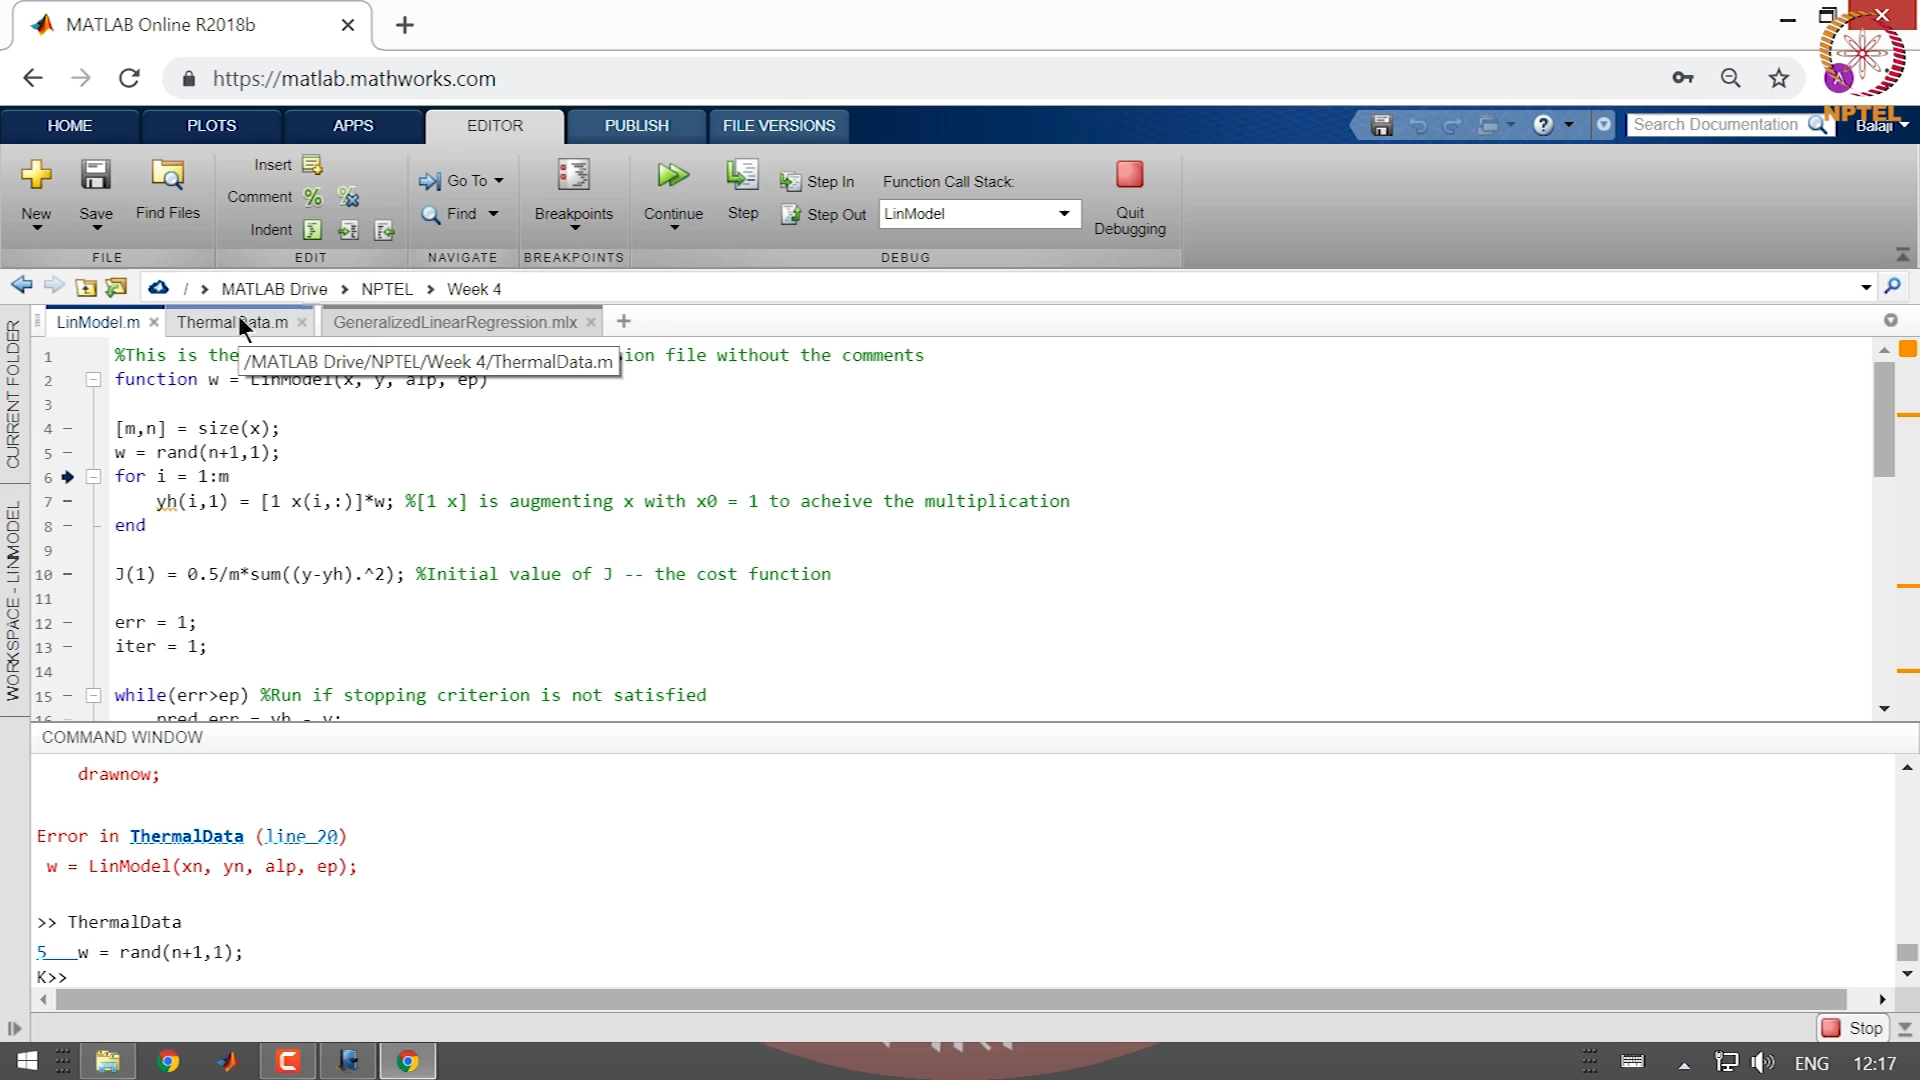 MATLAB Online R2018b
https://matlab.mathworks.com
NPTEL
HOME PLOTS APPS EDITOR PUBLISH FILE VERSIONS Search Documentation Balaji
Insert
Comment
Indent
New Save Find Files
Go To
Find
Breakpoints
Continue Step
Step In
Step Out
Function Call Stack:
LinModel
Quit
Debugging
FILE EDIT NAVIGATE BREAKPOINTS DEBUG
/ > MATLAB Drive > NPTEL > Week 4
CURRENT FOLDER
WORKSPACE - LINMODEL
LinModel.m ThermalData.m GeneralizedLinearRegression.mlx
/MATLAB Drive/NPTEL/Week 4/ThermalData.m
1 %This is the ion file without the comments
2 function w = LinModel(x, y, alp, ep)
3
4 [m,n] = size(x);
5 w = rand(n+1,1);
6 for i = 1:m
7 yh(i,1) = [1 x(i,:)]*w; %[1 x] is augmenting x with x0 = 1 to acheive the multiplication
8 end
9
10 J(1) = 0.5/m*sum((y-yh).^2); %Initial value of J -- the cost function
11
12 err = 1;
13 iter = 1;
14
15 while(err>ep) %Run if stopping criterion is not satisfied
16 pred_err = yh - y;
COMMAND WINDOW
drawnow;
Error in ThermalData (line 20)
w = LinModel(xn, yn, alp, ep);
>> ThermalData
5 w = rand(n+1,1);
K>>
Stop
ENG 12:17